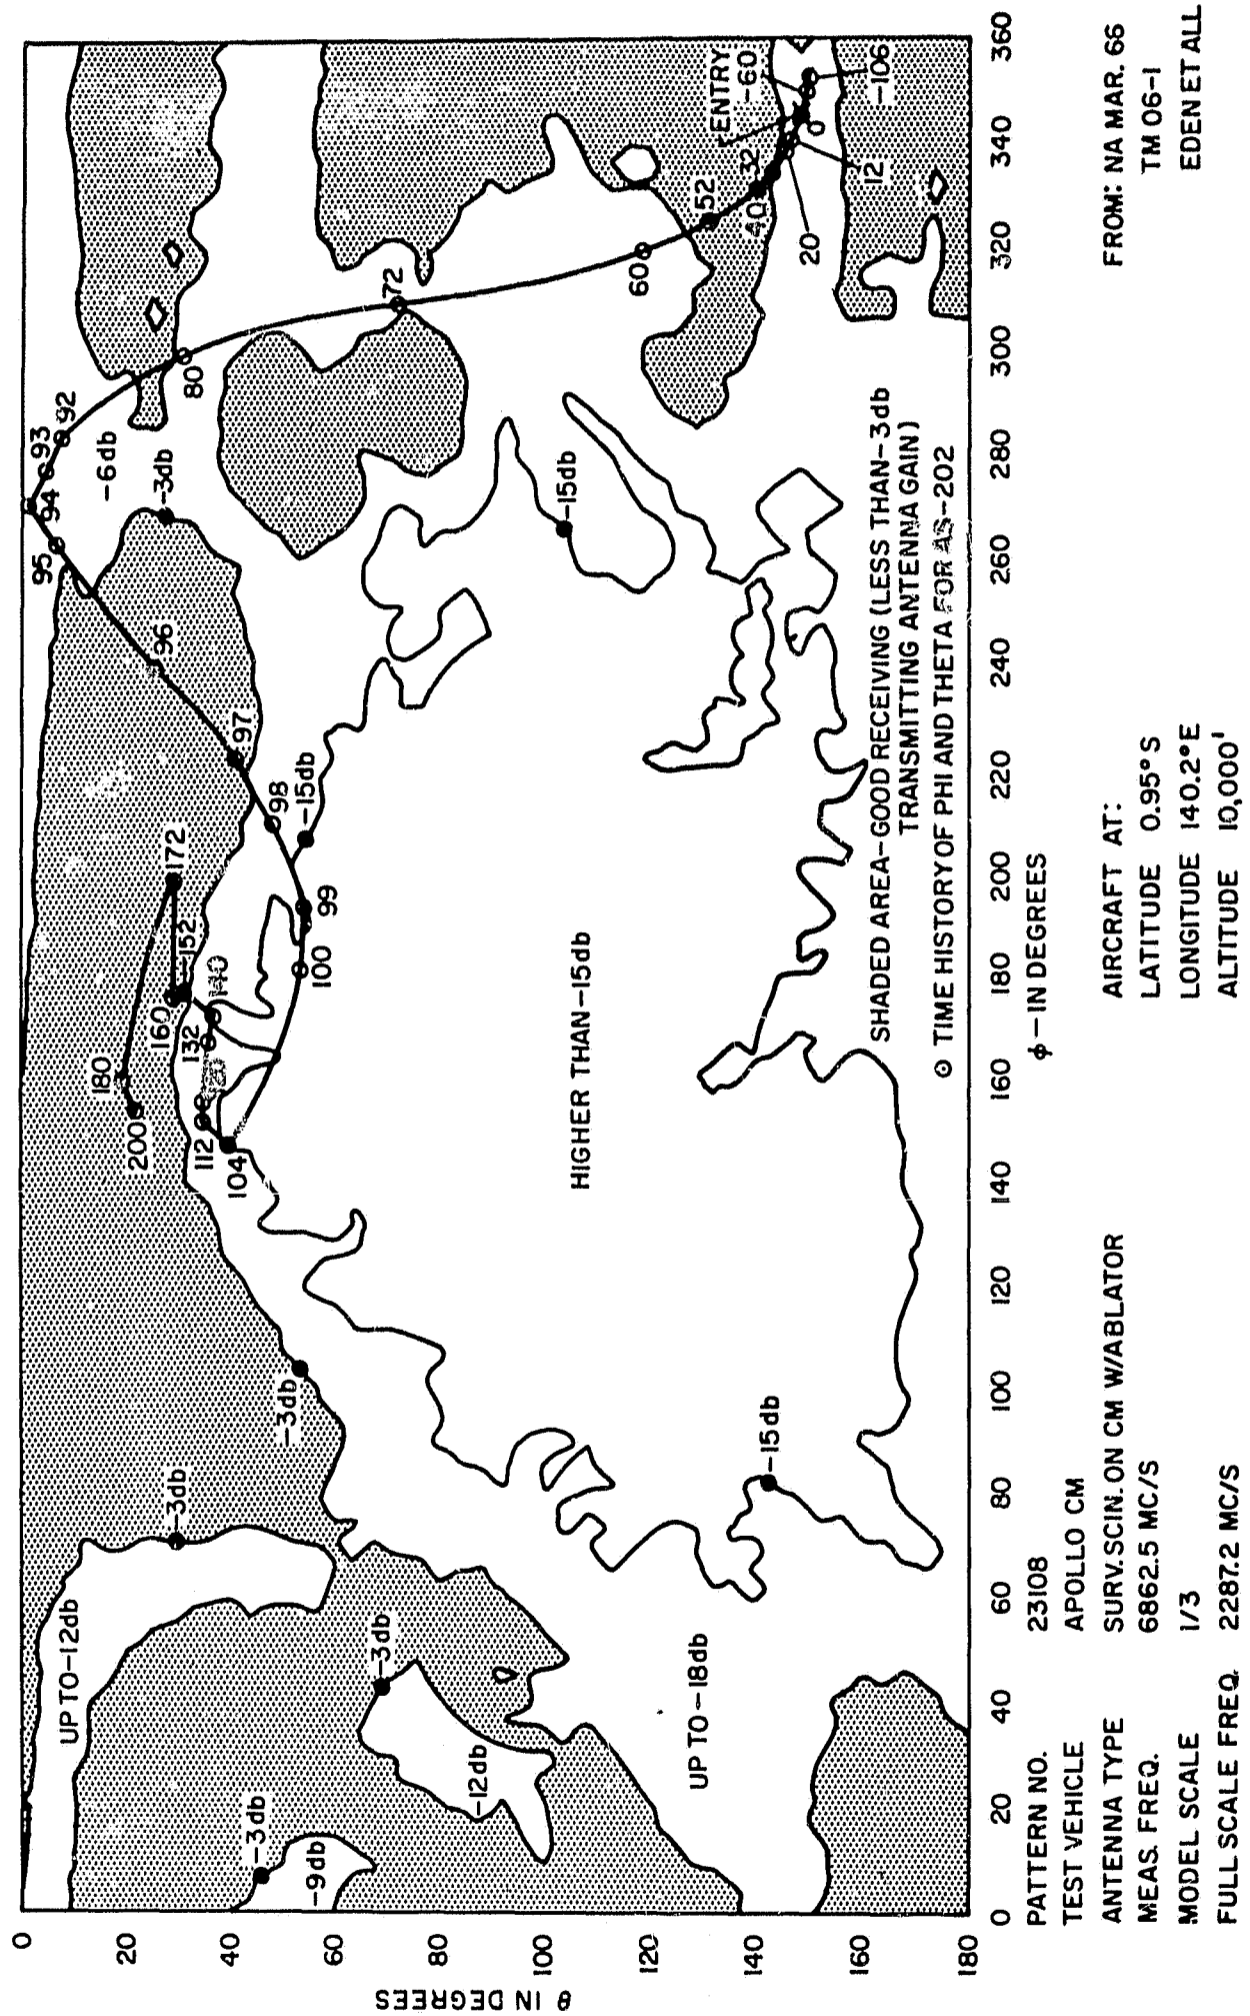 θ IN DEGREES
0
20
40
60
80
100
120
140
160
180
0
20
40
60
80
100
120
140
160
180
200
220
240
260
280
300
320
340
360
φ – IN DEGREES
UP TO –12db
–3db
–3db
–3db
–9db
–3db
–12db
UP TO –18db
–15db
HIGHER THAN –15db
–15db
–15db
–3db
–6db
200
180
172
160
152
140
132
112
104
100
99
98
97
96
95
94
93
92
80
72
60
52
40
32
20
12
0
ENTRY
–60
–106
SHADED AREA–GOOD RECEIVING (LESS THAN–3db
TRANSMITTING ANTENNA GAIN)
⊙ TIME HISTORY OF PHI AND THETA FOR AS-202
PATTERN NO. 23108
TEST VEHICLE APOLLO CM
ANTENNA TYPE SURV. SCIN. ON CM W/ABLATOR
MEAS. FREQ. 6862.5 MC/S
MODEL SCALE 1/3
FULL SCALE FREQ. 2287.2 MC/S
AIRCRAFT AT:
LATITUDE 0.95° S
LONGITUDE 140.2° E
ALTITUDE 10,000'
FROM: NA MAR. 66
TM 06-1
EDEN ET ALL